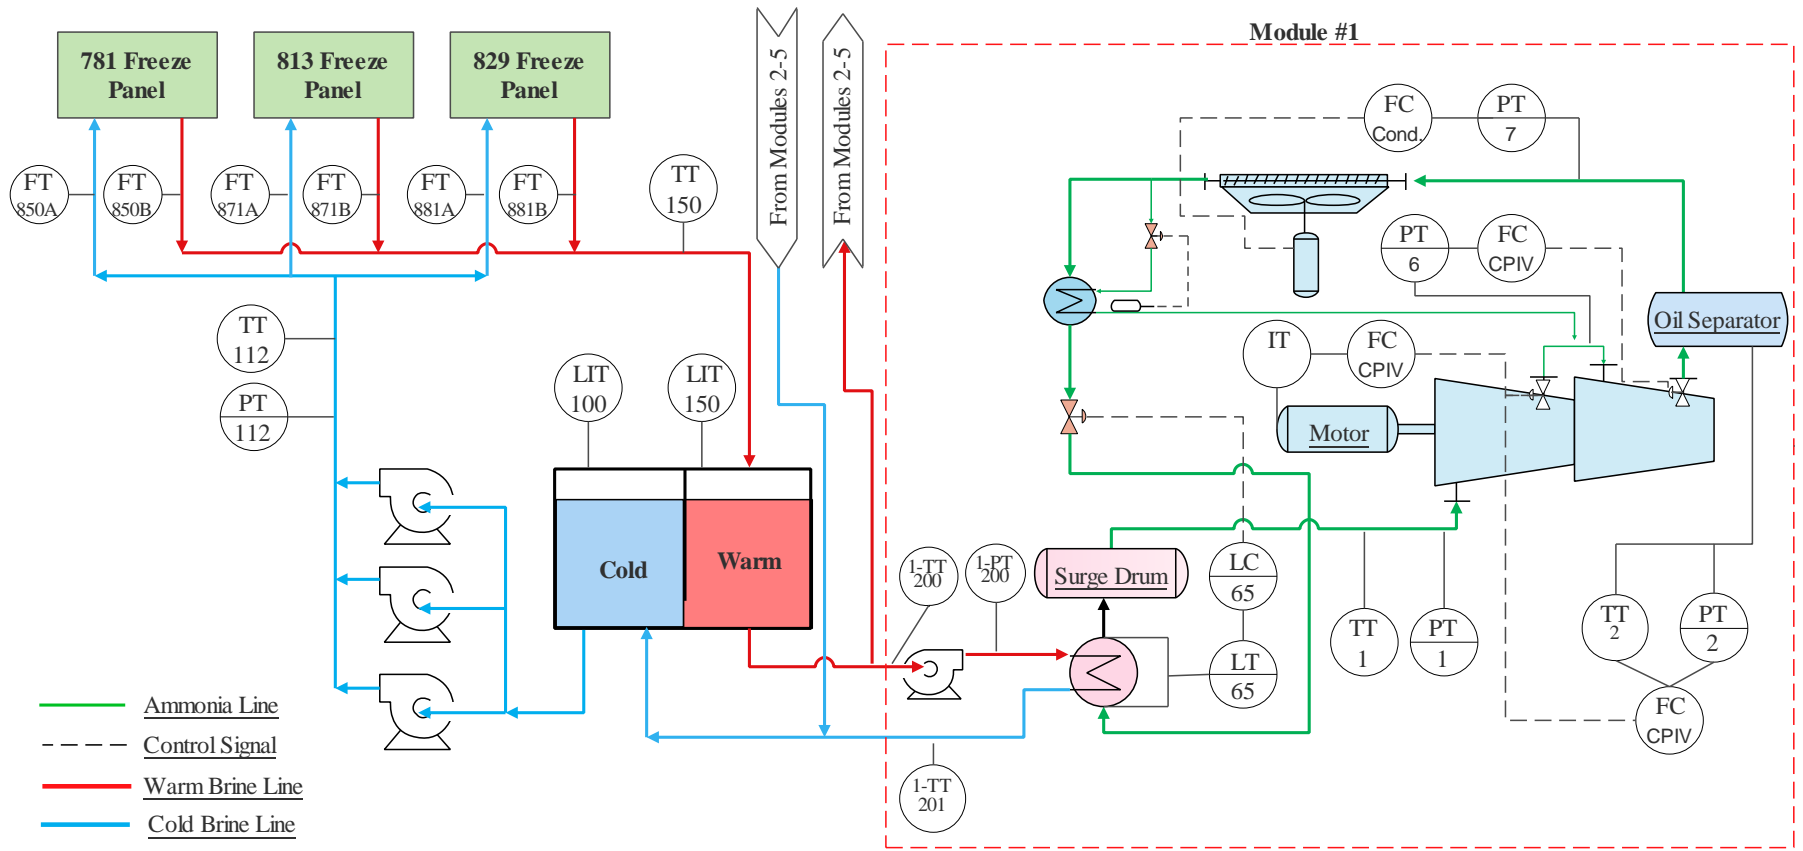 Module #1
781 Freeze
Panel
813 Freeze
Panel
829 Freeze
Panel
From Modules 2-5
From Modules 2-5
FC
Cond.
PT
7
FT
850A
FT
850B
FT
871A
FT
871B
FT
881A
FT
881B
TT
150
PT
6
FC
CPIV
TT
112
PT
112
LIT
100
LIT
150
IT
FC
CPIV
Oil Separator
Motor
Cold
Warm
1-TT
200
1-PT
200
Surge Drum
LC
65
LT
65
TT
1
PT
1
TT
2
PT
2
FC
CPIV
1-TT
201
Ammonia Line
Control Signal
Warm Brine Line
Cold Brine Line